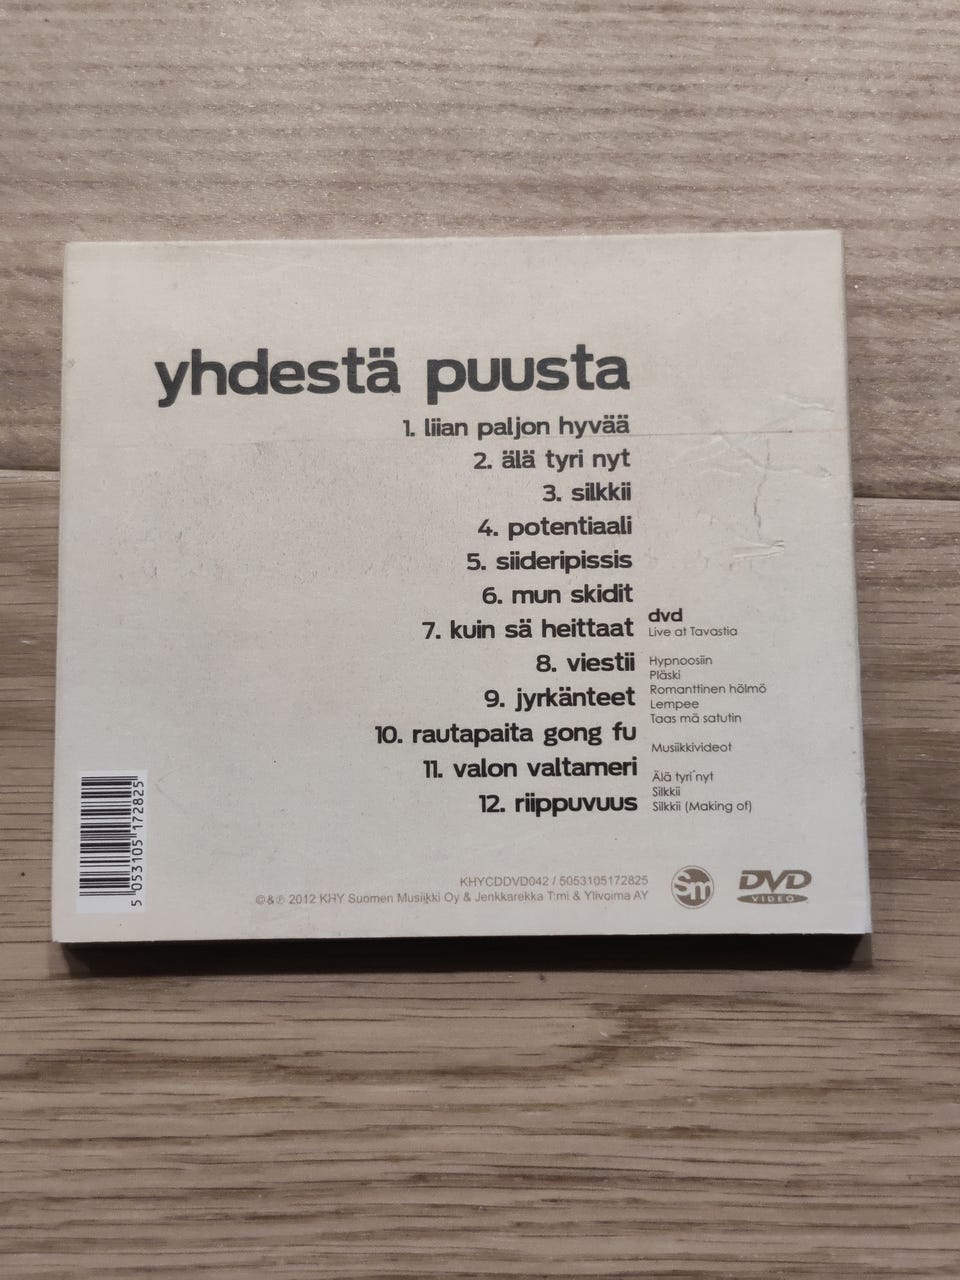 yhdestä puusta
1. liian paljon hyvää
2. älä tyri nyt
3. silkkii
4. potentiaali
5. siideripissis
6. mun skidit
7. kuin sä heittaat
8. viestii
9. jyrkänteet
10. rautapaita gong fu
11. valon valtameri
12. riippuvuus
dvd
Live at Tavastia
Hypnoosiin
Pläski
Romanttinen hölmö
Lempee
Taas mä satutin
Musiikkivideot
Älä tyri´nyt
Silkkii
Silkkii (Making of)
5 053105 172825
KHYCDDVD042 / 5053105172825
©&℗ 2012 KHY Suomen Musiikki Oy & Jenkkarekka T:mi & Ylivoima AY
Sm
DVD
VIDEO